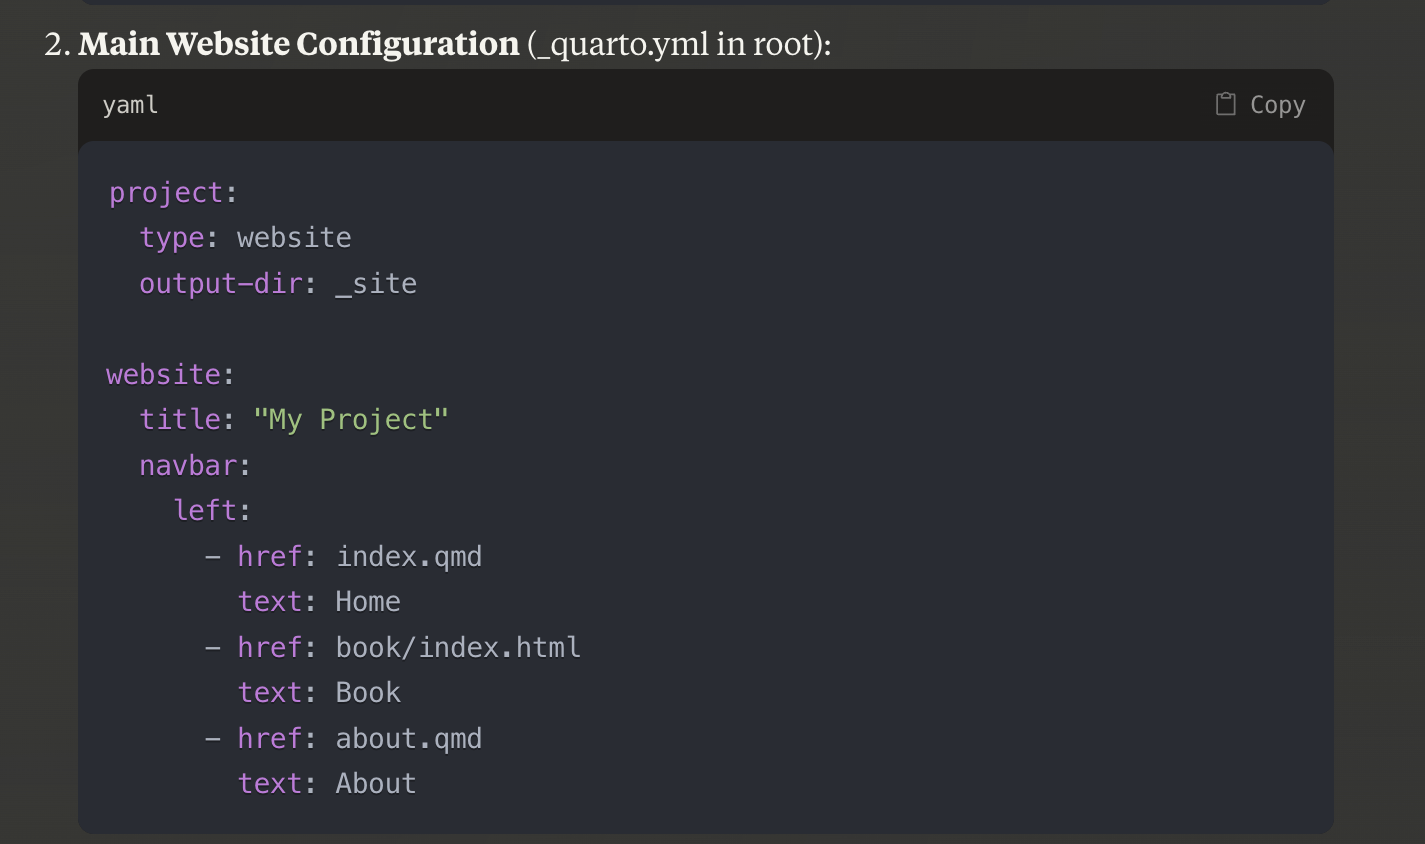 2. Main Website Configuration (_quarto.yml in root):
yaml
Copy
project:
  type: website
  output-dir: _site

website:
  title: "My Project"
  navbar:
    left:
      - href: index.qmd
        text: Home
      - href: book/index.html
        text: Book
      - href: about.qmd
        text: About